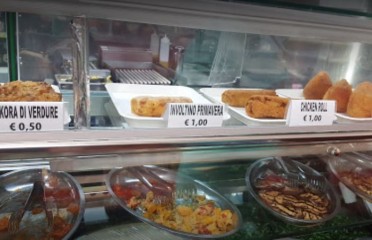 KORA DI VERDURE
€ 0,50
INVOLTINO PRIMAVERA
€ 1,00
CHICKEN ROLL
€ 1,00